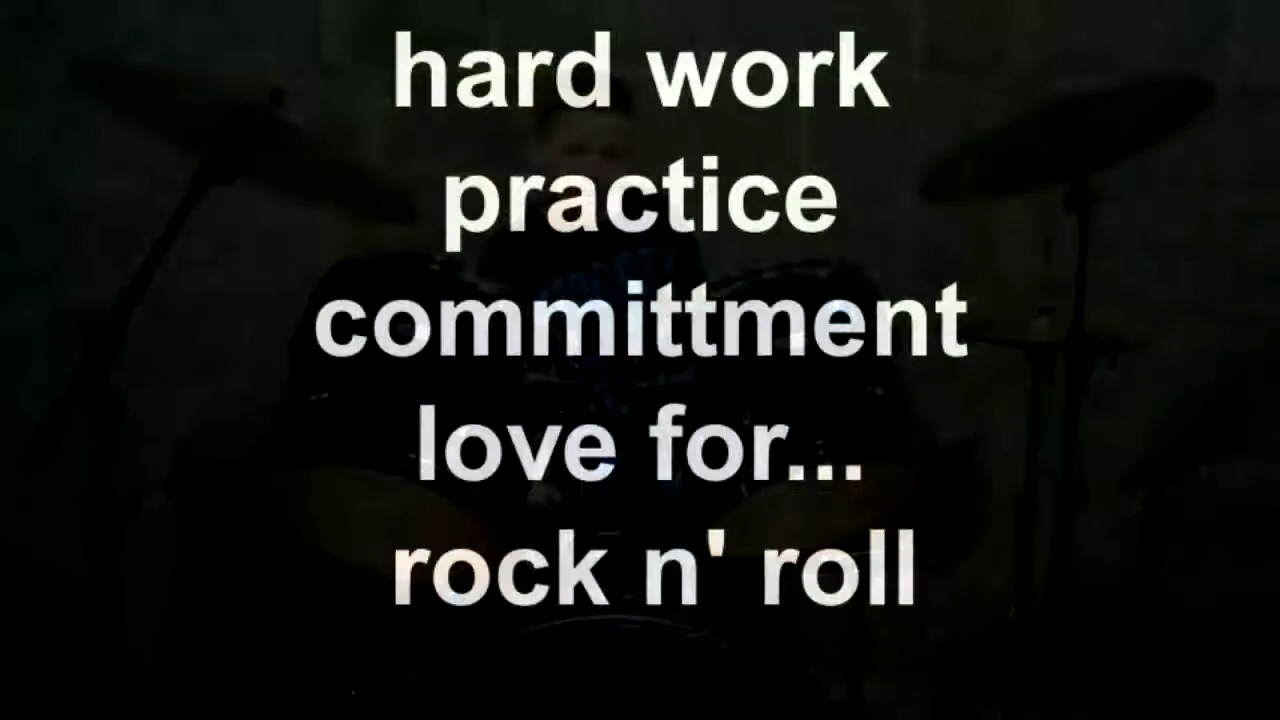 hard work
practice
committment
love for...
rock n' roll